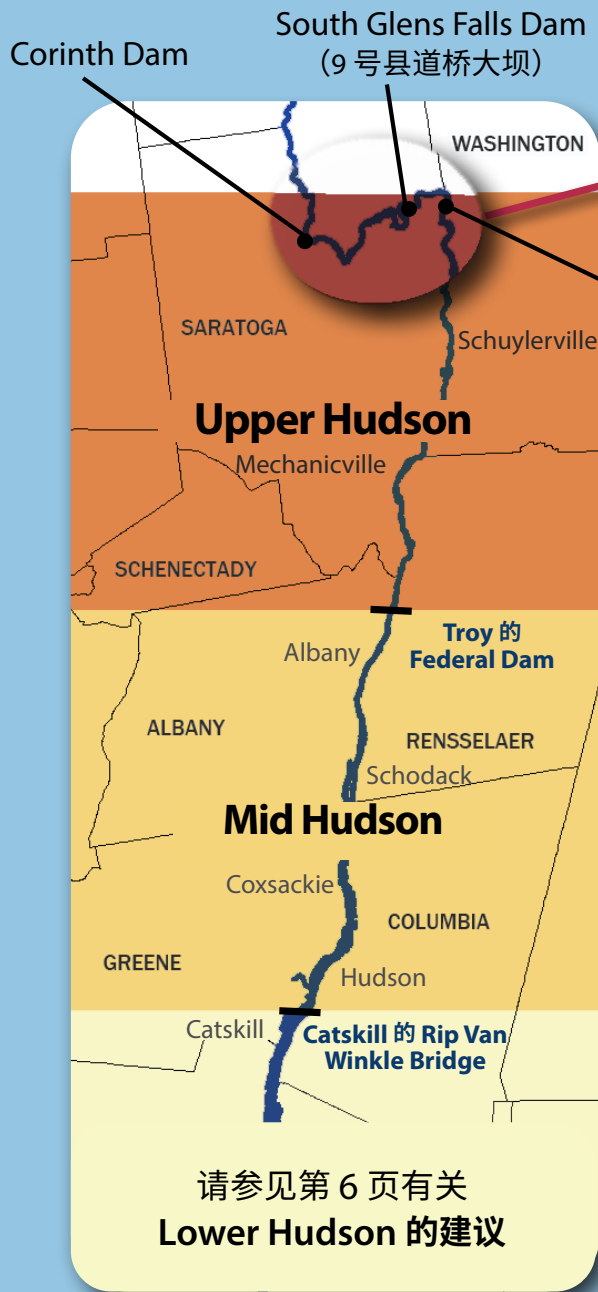 South Glens Falls Dam
(9 号县道桥大坝)
Corinth Dam
WASHINGTON
SARATOGA
Schuylerville
Upper Hudson
Mechanicville
SCHENECTADY
Troy 的
Federal Dam
Albany
ALBANY
RENSSELAER
Schodack
Mid Hudson
Coxsackie
COLUMBIA
GREENE
Hudson
Catskill
Catskill 的 Rip Van
Winkle Bridge
请参见第 6 页有关
Lower Hudson 的建议